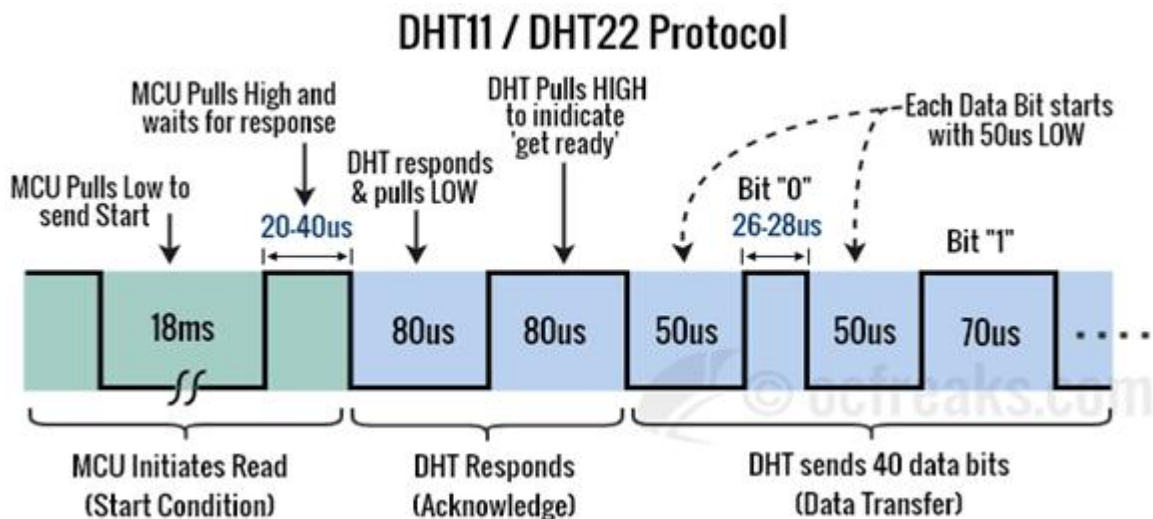 DHT11 / DHT22 Protocol
MCU Pulls High and
waits for response
DHT Pulls HIGH
to inidicate
'get ready'
Each Data Bit starts
with 50us LOW
MCU Pulls Low to
send Start
DHT responds
& pulls LOW
20-40us
Bit "0"
26-28us
Bit "1"
18ms
80us
80us
50us
50us
70us
© ocfreaks.com
MCU Initiates Read
(Start Condition)
DHT Responds
(Acknowledge)
DHT sends 40 data bits
(Data Transfer)